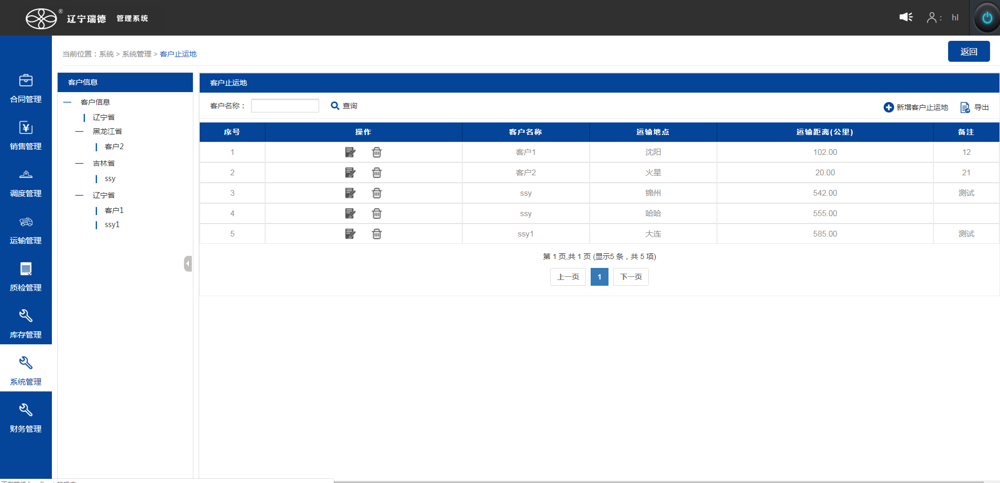 ® 辽宁瑞德 管理系统
: hl
当前位置：系统 > 系统管理 > 客户止运地
返回
合同管理
销售管理
调度管理
运输管理
质检管理
库存管理
系统管理
财务管理
客户信息
客户信息
辽宁省
黑龙江省
客户2
吉林省
ssy
辽宁省
客户1
ssy1
客户止运地
客户名称： 查询 新增客户止运地 导出
序号 操作 客户名称 运输地点 运输距离(公里) 备注
1 客户1 沈阳 102.00 12
2 客户2 火星 20.00 21
3 ssy 锦州 542.00 测试
4 ssy 哈哈 555.00
5 ssy1 大连 585.00 测试
第 1 页,共 1 页 (显示5 条，共 5 项)
上一页 1 下一页